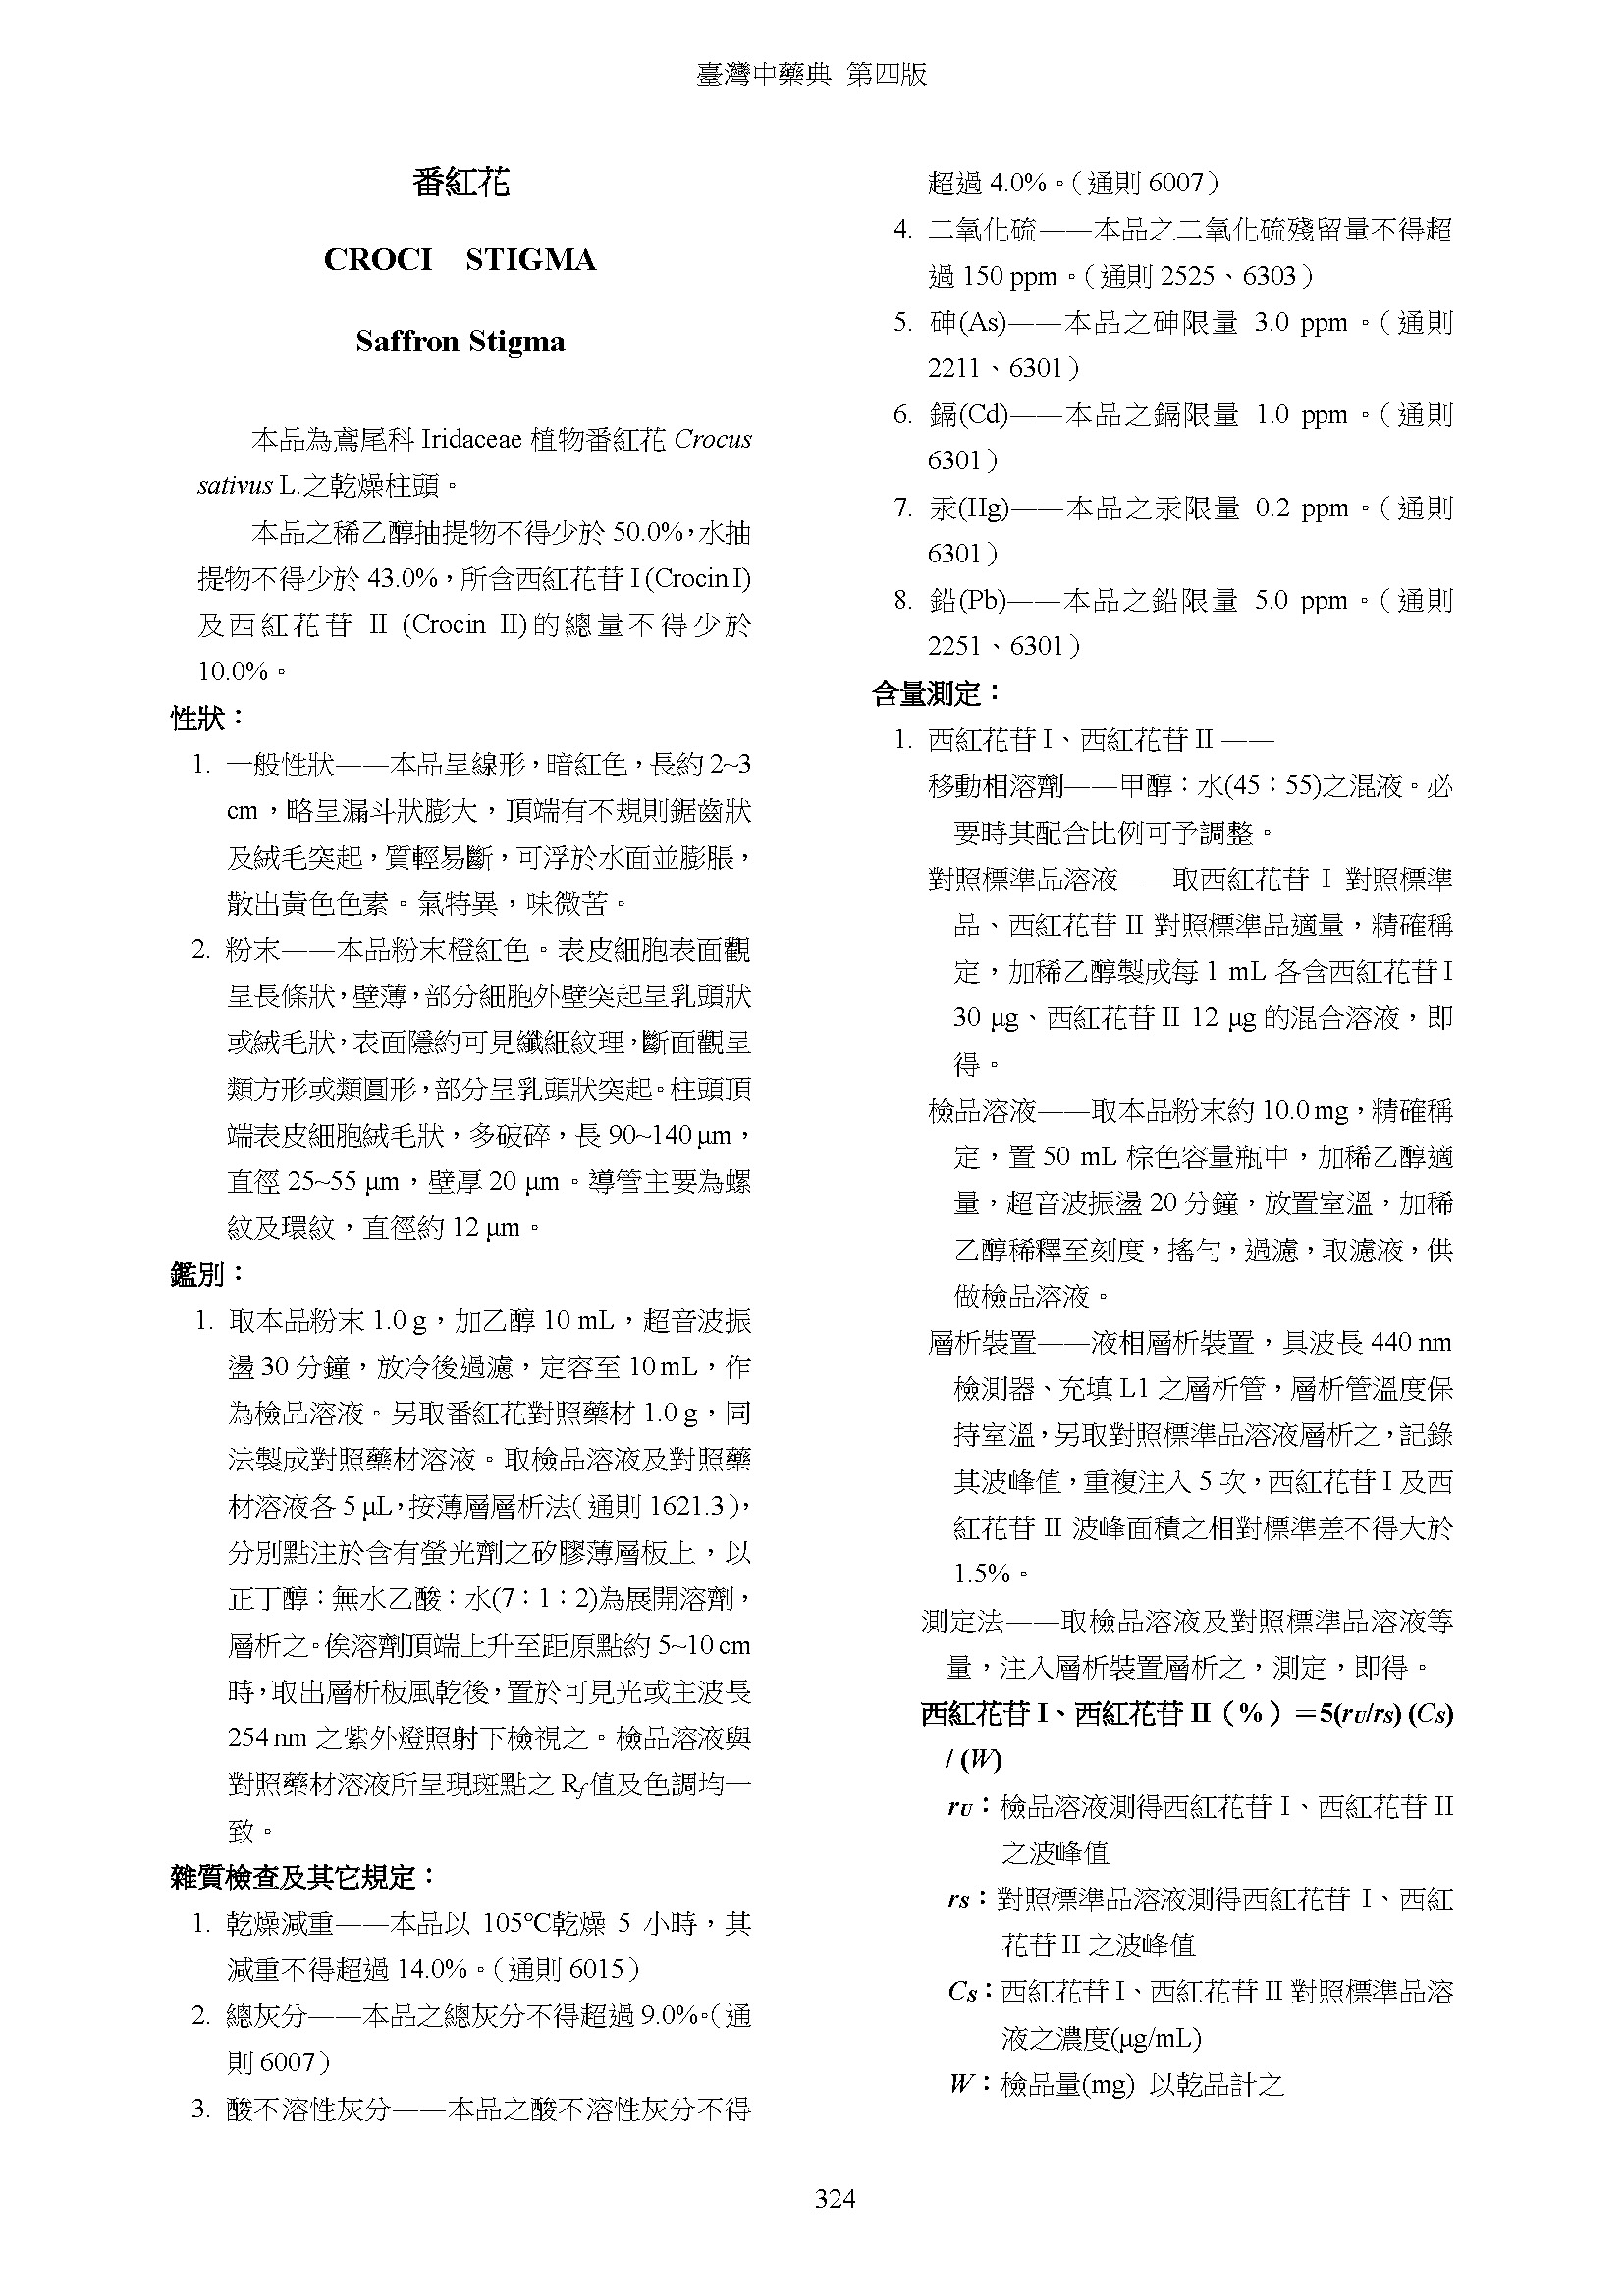 臺灣中藥典 第四版
番紅花
CROCI STIGMA
Saffron Stigma
本品為鳶尾科 Iridaceae 植物番紅花 Crocus
sativus L.之乾燥柱頭。
本品之稀乙醇抽提物不得少於 50.0%，水抽
提物不得少於 43.0%，所含西紅花苷 I (Crocin I)
及西紅花苷 II (Crocin II)的總量不得少於
10.0%。
性狀：
1. 一般性狀——本品呈線形，暗紅色，長約 2~3
cm，略呈漏斗狀膨大，頂端有不規則鋸齒狀
及絨毛突起，質輕易斷，可浮於水面並膨脹，
散出黃色色素。氣特異，味微苦。
2. 粉末——本品粉末橙紅色。表皮細胞表面觀
呈長條狀，壁薄，部分細胞外壁突起呈乳頭狀
或絨毛狀，表面隱約可見纖細紋理，斷面觀呈
類方形或類圓形，部分呈乳頭狀突起。柱頭頂
端表皮細胞絨毛狀，多破碎，長 90~140 μm，
直徑 25~55 μm，壁厚 20 μm。導管主要為螺
紋及環紋，直徑約 12 μm。
鑑別：
1. 取本品粉末 1.0 g，加乙醇 10 mL，超音波振
盪 30 分鐘，放冷後過濾，定容至 10 mL，作
為檢品溶液。另取番紅花對照藥材 1.0 g，同
法製成對照藥材溶液。取檢品溶液及對照藥
材溶液各 5 μL，按薄層層析法（通則 1621.3），
分別點注於含有螢光劑之矽膠薄層板上，以
正丁醇：無水乙酸：水(7：1：2)為展開溶劑，
層析之。俟溶劑頂端上升至距原點約 5~10 cm
時，取出層析板風乾後，置於可見光或主波長
254 nm 之紫外燈照射下檢視之。檢品溶液與
對照藥材溶液所呈現斑點之 Rf 值及色調均一
致。
雜質檢查及其它規定：
1. 乾燥減重——本品以 105℃乾燥 5 小時，其
減重不得超過 14.0%。（通則 6015）
2. 總灰分——本品之總灰分不得超過 9.0%。（通
則 6007）
3. 酸不溶性灰分——本品之酸不溶性灰分不得
超過 4.0%。（通則 6007）
4. 二氧化硫——本品之二氧化硫殘留量不得超
過 150 ppm。（通則 2525、6303）
5. 砷(As)——本品之砷限量 3.0 ppm。（通則
2211、6301）
6. 鎘(Cd)——本品之鎘限量 1.0 ppm。（通則
6301）
7. 汞(Hg)——本品之汞限量 0.2 ppm。（通則
6301）
8. 鉛(Pb)——本品之鉛限量 5.0 ppm。（通則
2251、6301）
含量測定：
1. 西紅花苷 I、西紅花苷 II ——
移動相溶劑——甲醇：水(45：55)之混液。必
要時其配合比例可予調整。
對照標準品溶液——取西紅花苷 I 對照標準
品、西紅花苷 II 對照標準品適量，精確稱
定，加稀乙醇製成每 1 mL 各含西紅花苷 I
30 μg、西紅花苷 II 12 μg 的混合溶液，即
得。
檢品溶液——取本品粉末約 10.0 mg，精確稱
定，置 50 mL 棕色容量瓶中，加稀乙醇適
量，超音波振盪 20 分鐘，放置室溫，加稀
乙醇稀釋至刻度，搖勻，過濾，取濾液，供
做檢品溶液。
層析裝置——液相層析裝置，具波長 440 nm
檢測器、充填 L1 之層析管，層析管溫度保
持室溫，另取對照標準品溶液層析之，記錄
其波峰值，重複注入 5 次，西紅花苷 I 及西
紅花苷 II 波峰面積之相對標準差不得大於
1.5%。
測定法——取檢品溶液及對照標準品溶液等
量，注入層析裝置層析之，測定，即得。
西紅花苷 I、西紅花苷 II（%）＝5(rU/rS) (CS)
/ (W)
rU：檢品溶液測得西紅花苷 I、西紅花苷 II
之波峰值
rS：對照標準品溶液測得西紅花苷 I、西紅
花苷 II 之波峰值
CS：西紅花苷 I、西紅花苷 II 對照標準品溶
液之濃度(μg/mL)
W：檢品量(mg) 以乾品計之
324